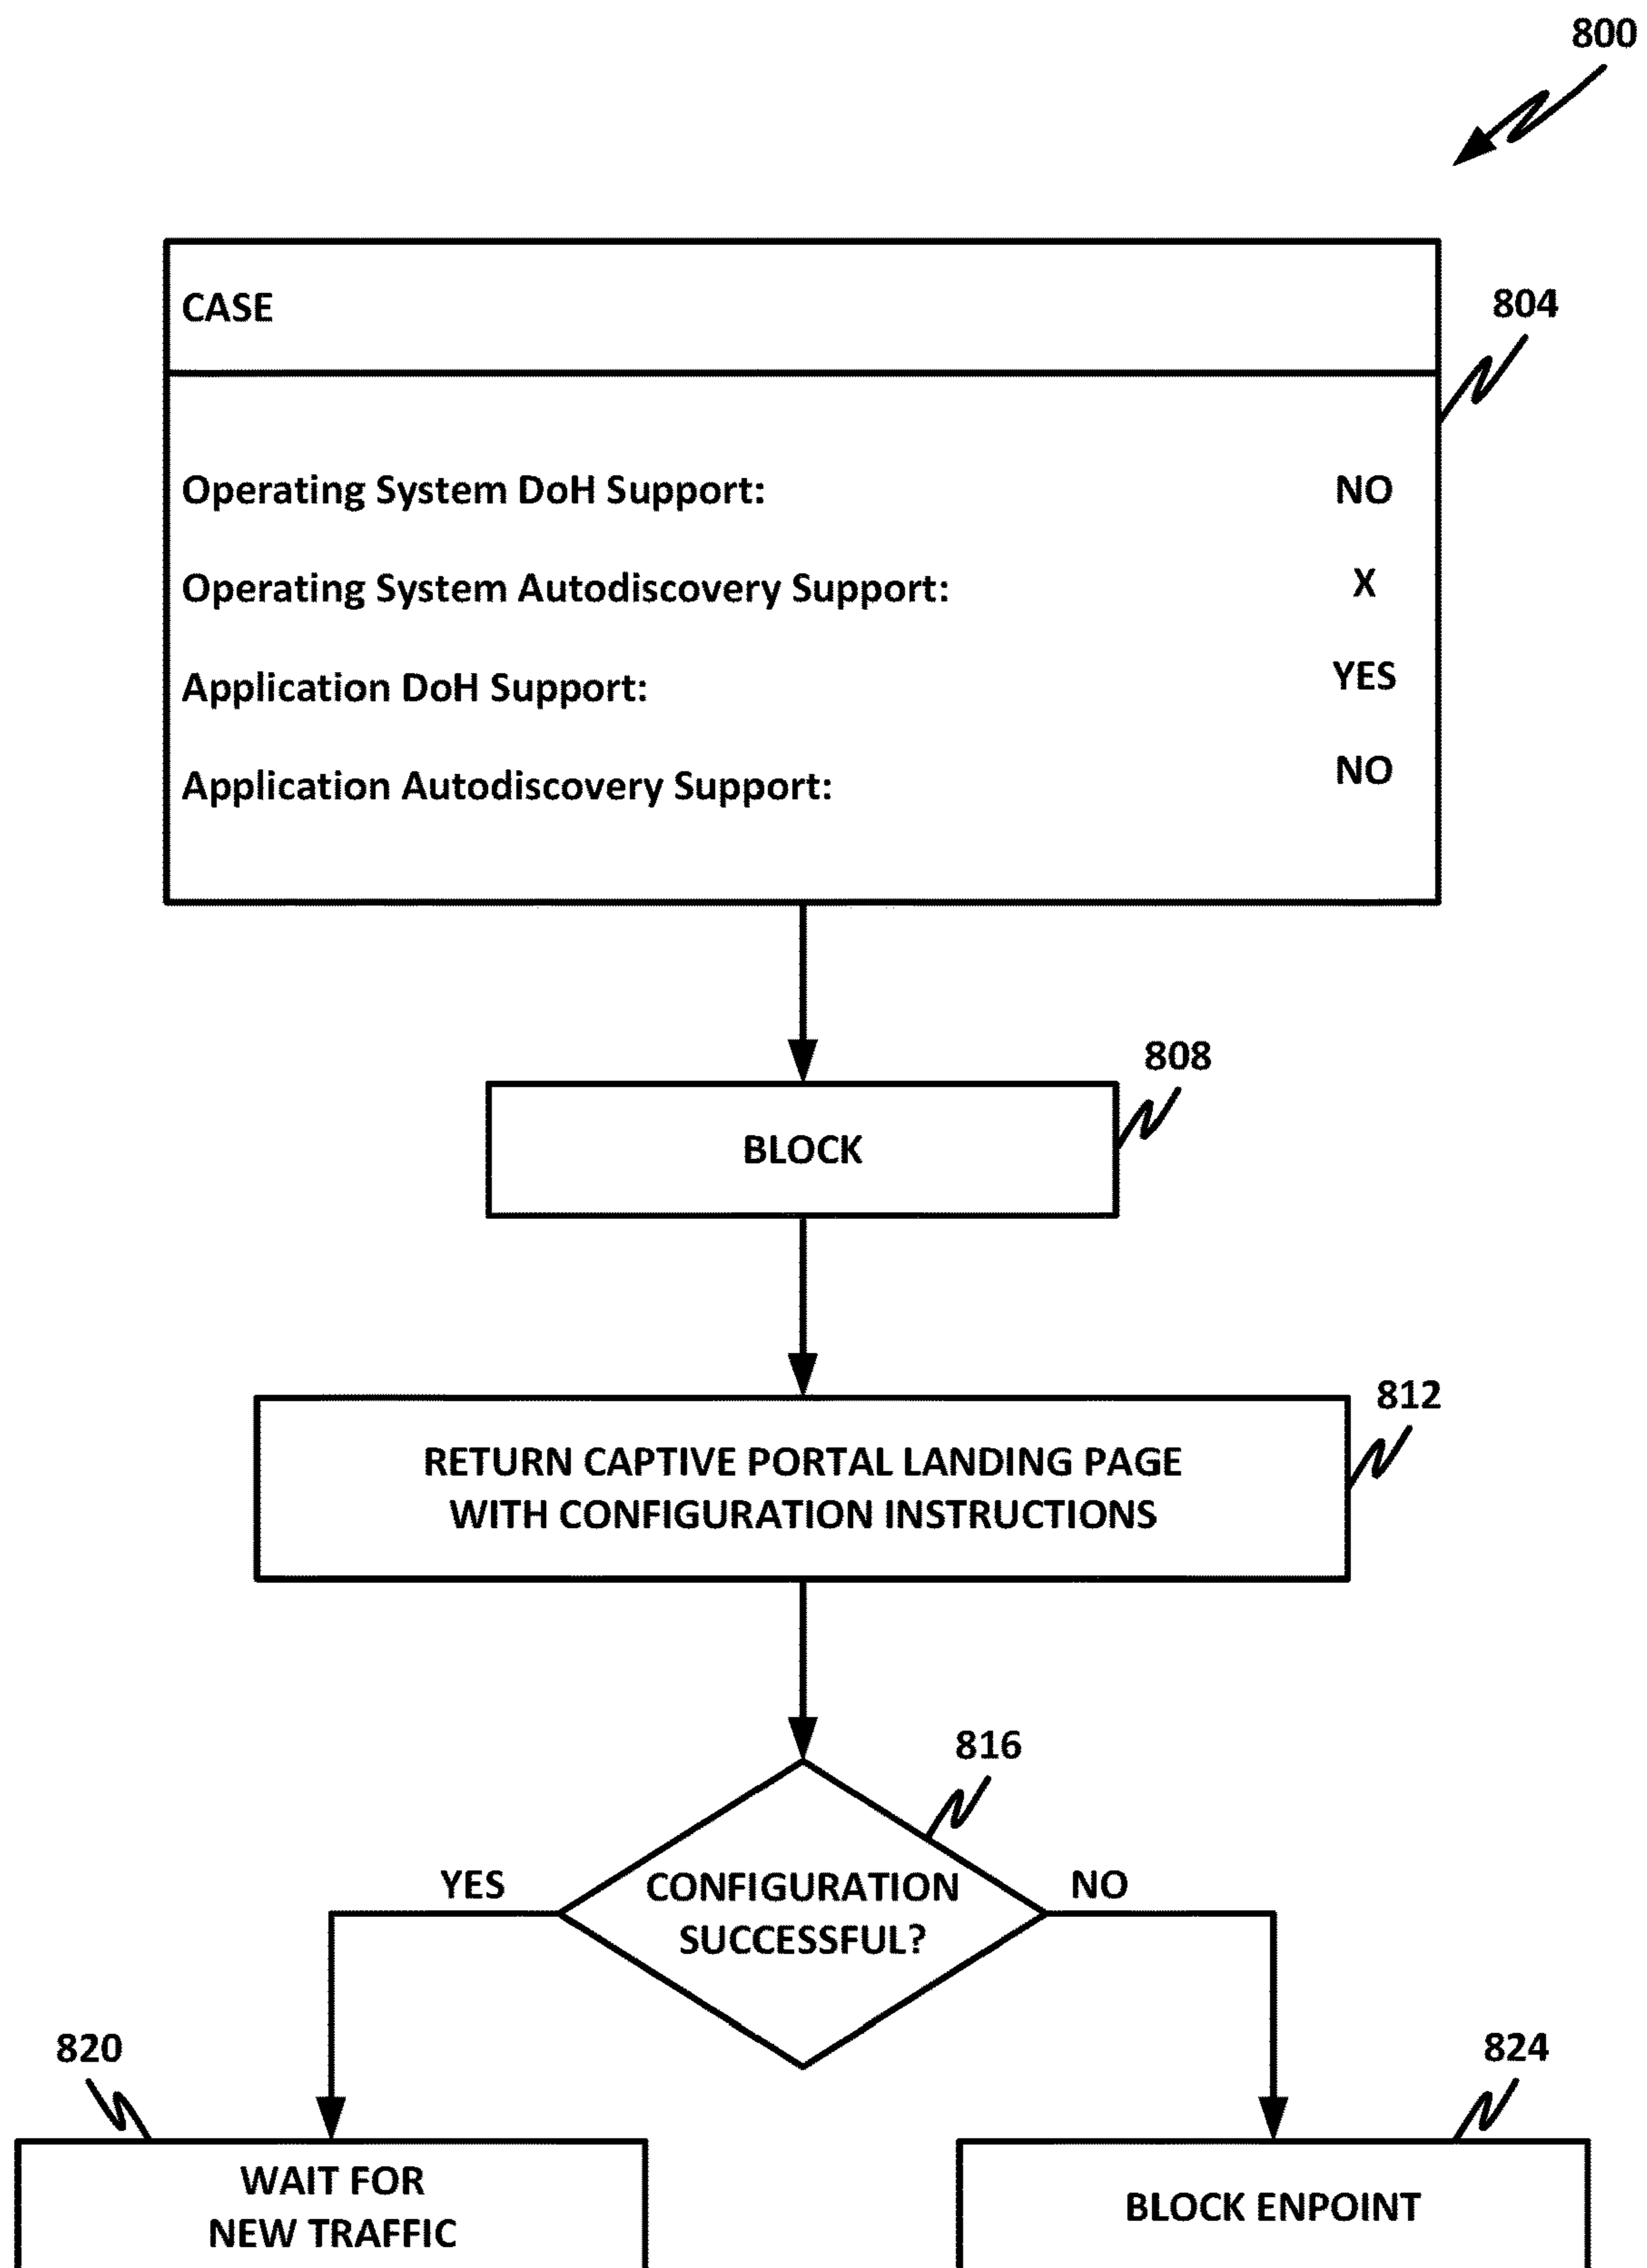 800
CASE
804
Operating System DoH Support: NO
Operating System Autodiscovery Support: X
Application DoH Support: YES
Application Autodiscovery Support: NO
808
BLOCK
812
RETURN CAPTIVE PORTAL LANDING PAGE
WITH CONFIGURATION INSTRUCTIONS
816
YES
CONFIGURATION
SUCCESSFUL?
NO
820
824
WAIT FOR
NEW TRAFFIC
BLOCK ENPOINT